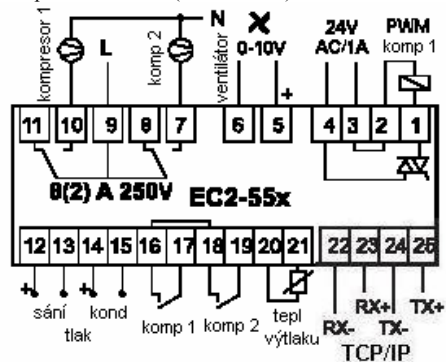 kompresor 1
L
komp 2
N
ventilátor
X
0-10V
+
24V
AC/1A
PWM
komp 1
11 10 9 8 7 6 5 4 3 2 1
8(2) A 250V
EC2-55x
12 13 14 15 16 17 18 19 20 21 22 23 24 25
+
sání
+
kond
tlak
komp 1
komp 2
tepl
výtlaku
RX-
RX+
TX-
TX+
TCP/IP